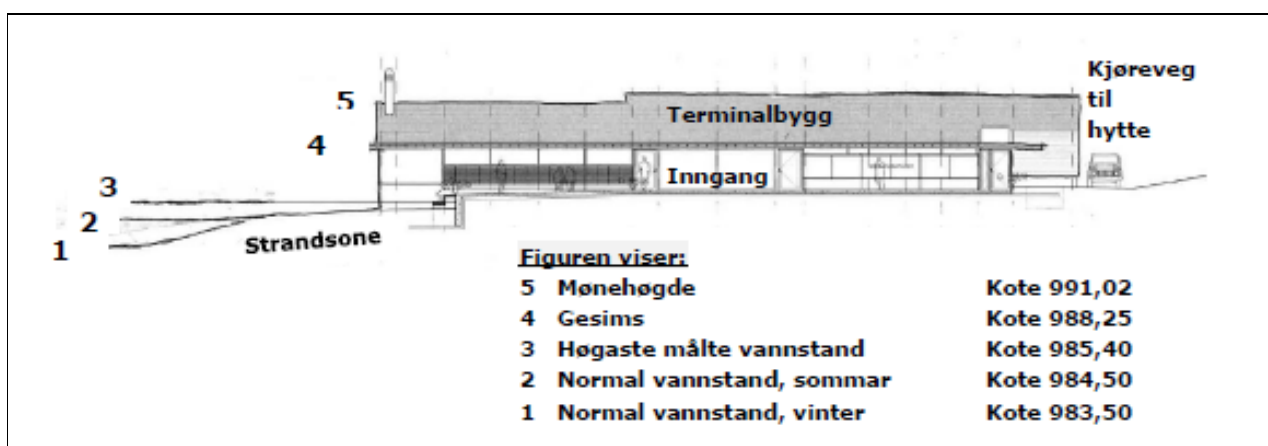 Kjøreveg
til
hytte
5
Terminalbygg
4
3
Inngang
2
1
Strandsone
Figuren viser:
5 Mønehøgde Kote 991,02
4 Gesims Kote 988,25
3 Høgaste målte vannstand Kote 985,40
2 Normal vannstand, sommar Kote 984,50
1 Normal vannstand, vinter Kote 983,50